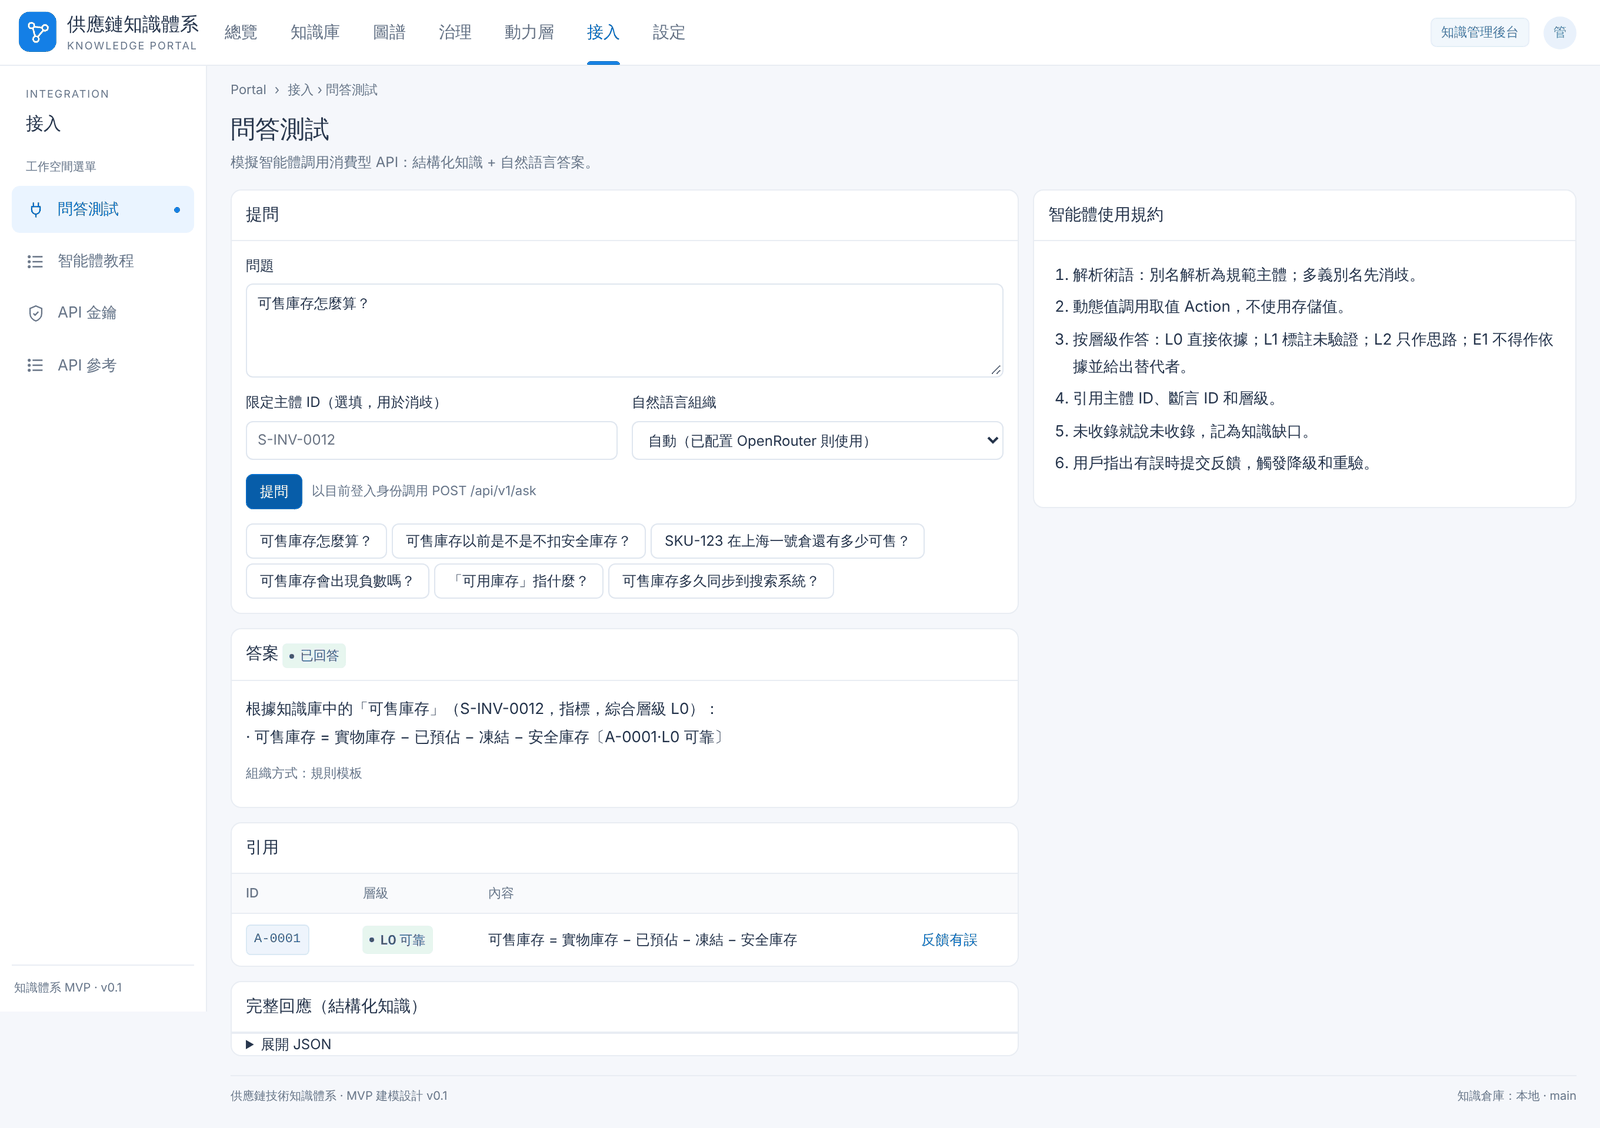 供應鏈知識體系
KNOWLEDGE PORTAL
總覽 知識庫 圖譜 治理 動力層 接入 設定
知識管理後台 管
INTEGRATION
接入
工作空間選單
問答測試
智能體教程
API 金鑰
API 參考
知識體系 MVP · v0.1
Portal › 接入 › 問答測試
問答測試
模擬智能體調用消費型 API：結構化知識 + 自然語言答案。
提問
問題
可售庫存怎麼算？
限定主體 ID（選填，用於消歧） 自然語言組織
S-INV-0012 自動（已配置 OpenRouter 則使用）
提問 以目前登入身份調用 POST /api/v1/ask
可售庫存怎麼算？ 可售庫存以前是不是不扣安全庫存？ SKU-123 在上海一號倉還有多少可售？
可售庫存會出現負數嗎？ 「可用庫存」指什麼？ 可售庫存多久同步到搜索系統？
答案 已回答
根據知識庫中的「可售庫存」（S-INV-0012，指標，綜合層級 L0）：
· 可售庫存 = 實物庫存 − 已預佔 − 凍結 − 安全庫存〔A-0001·L0 可靠〕
組織方式：規則模板
引用
ID 層級 內容
A-0001 L0 可靠 可售庫存 = 實物庫存 − 已預佔 − 凍結 − 安全庫存 反饋有誤
完整回應（結構化知識）
展開 JSON
智能體使用規約
1. 解析術語：別名解析為規範主體；多義別名先消歧。
2. 動態值調用取值 Action，不使用存儲值。
3. 按層級作答：L0 直接依據；L1 標註未驗證；L2 只作思路；E1 不得作依
據並給出替代者。
4. 引用主體 ID、斷言 ID 和層級。
5. 未收錄就說未收錄，記為知識缺口。
6. 用戶指出有誤時提交反饋，觸發降級和重驗。
供應鏈技術知識體系 · MVP 建模設計 v0.1
知識倉庫：本地 · main